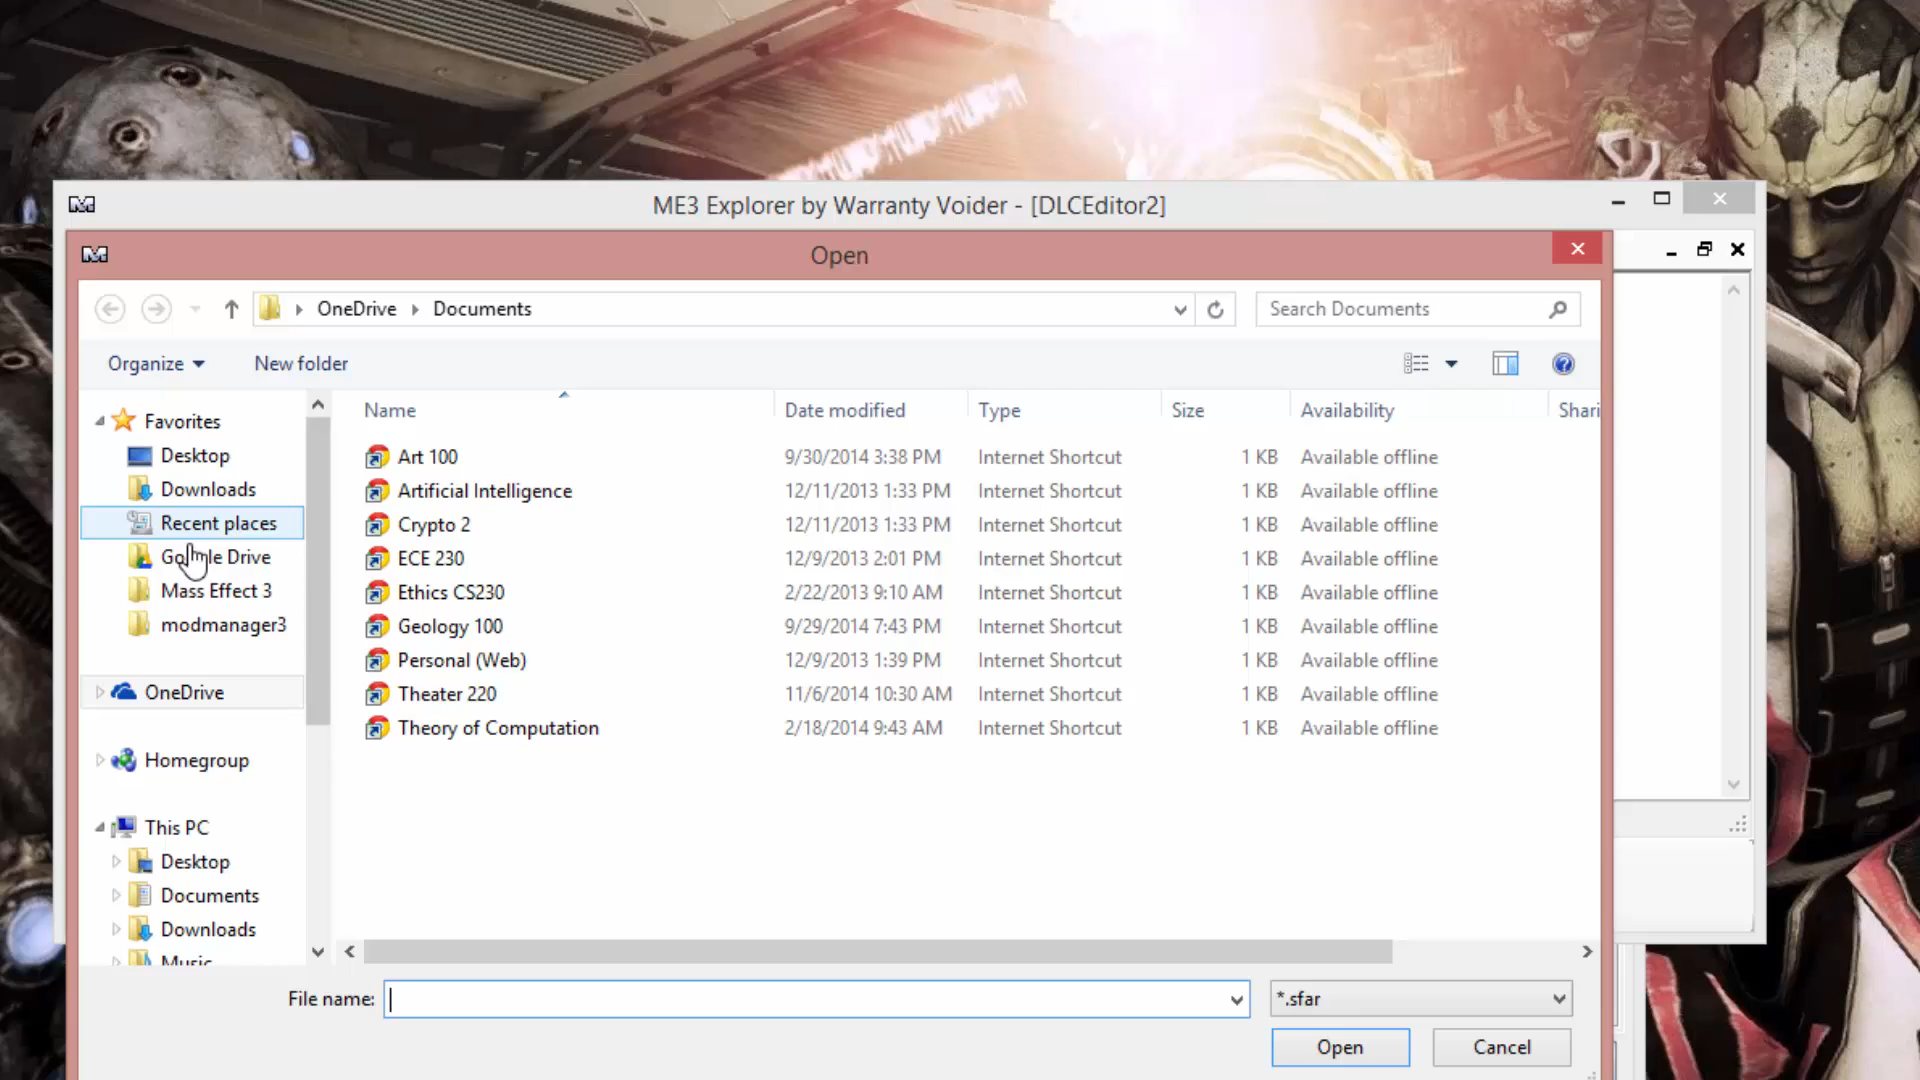 ME3 Explorer by Warranty Voider - [DLCEditor2]
Open
OneDrive Documents
Search Documents
Organize
New folder
Name Date modified Type Size Availability Shari
Favorites
Desktop
Downloads
Recent places
Google Drive
Mass Effect 3
modmanager3
OneDrive
Homegroup
This PC
Desktop
Documents
Downloads
Music
Art 100 9/30/2014 3:38 PM Internet Shortcut 1 KB Available offline
Artificial Intelligence 12/11/2013 1:33 PM Internet Shortcut 1 KB Available offline
Crypto 2 12/11/2013 1:33 PM Internet Shortcut 1 KB Available offline
ECE 230 12/9/2013 2:01 PM Internet Shortcut 1 KB Available offline
Ethics CS230 2/22/2013 9:10 AM Internet Shortcut 1 KB Available offline
Geology 100 9/29/2014 7:43 PM Internet Shortcut 1 KB Available offline
Personal (Web) 12/9/2013 1:39 PM Internet Shortcut 1 KB Available offline
Theater 220 11/6/2014 10:30 AM Internet Shortcut 1 KB Available offline
Theory of Computation 2/18/2014 9:43 AM Internet Shortcut 1 KB Available offline
File name:
*.sfar
Open
Cancel